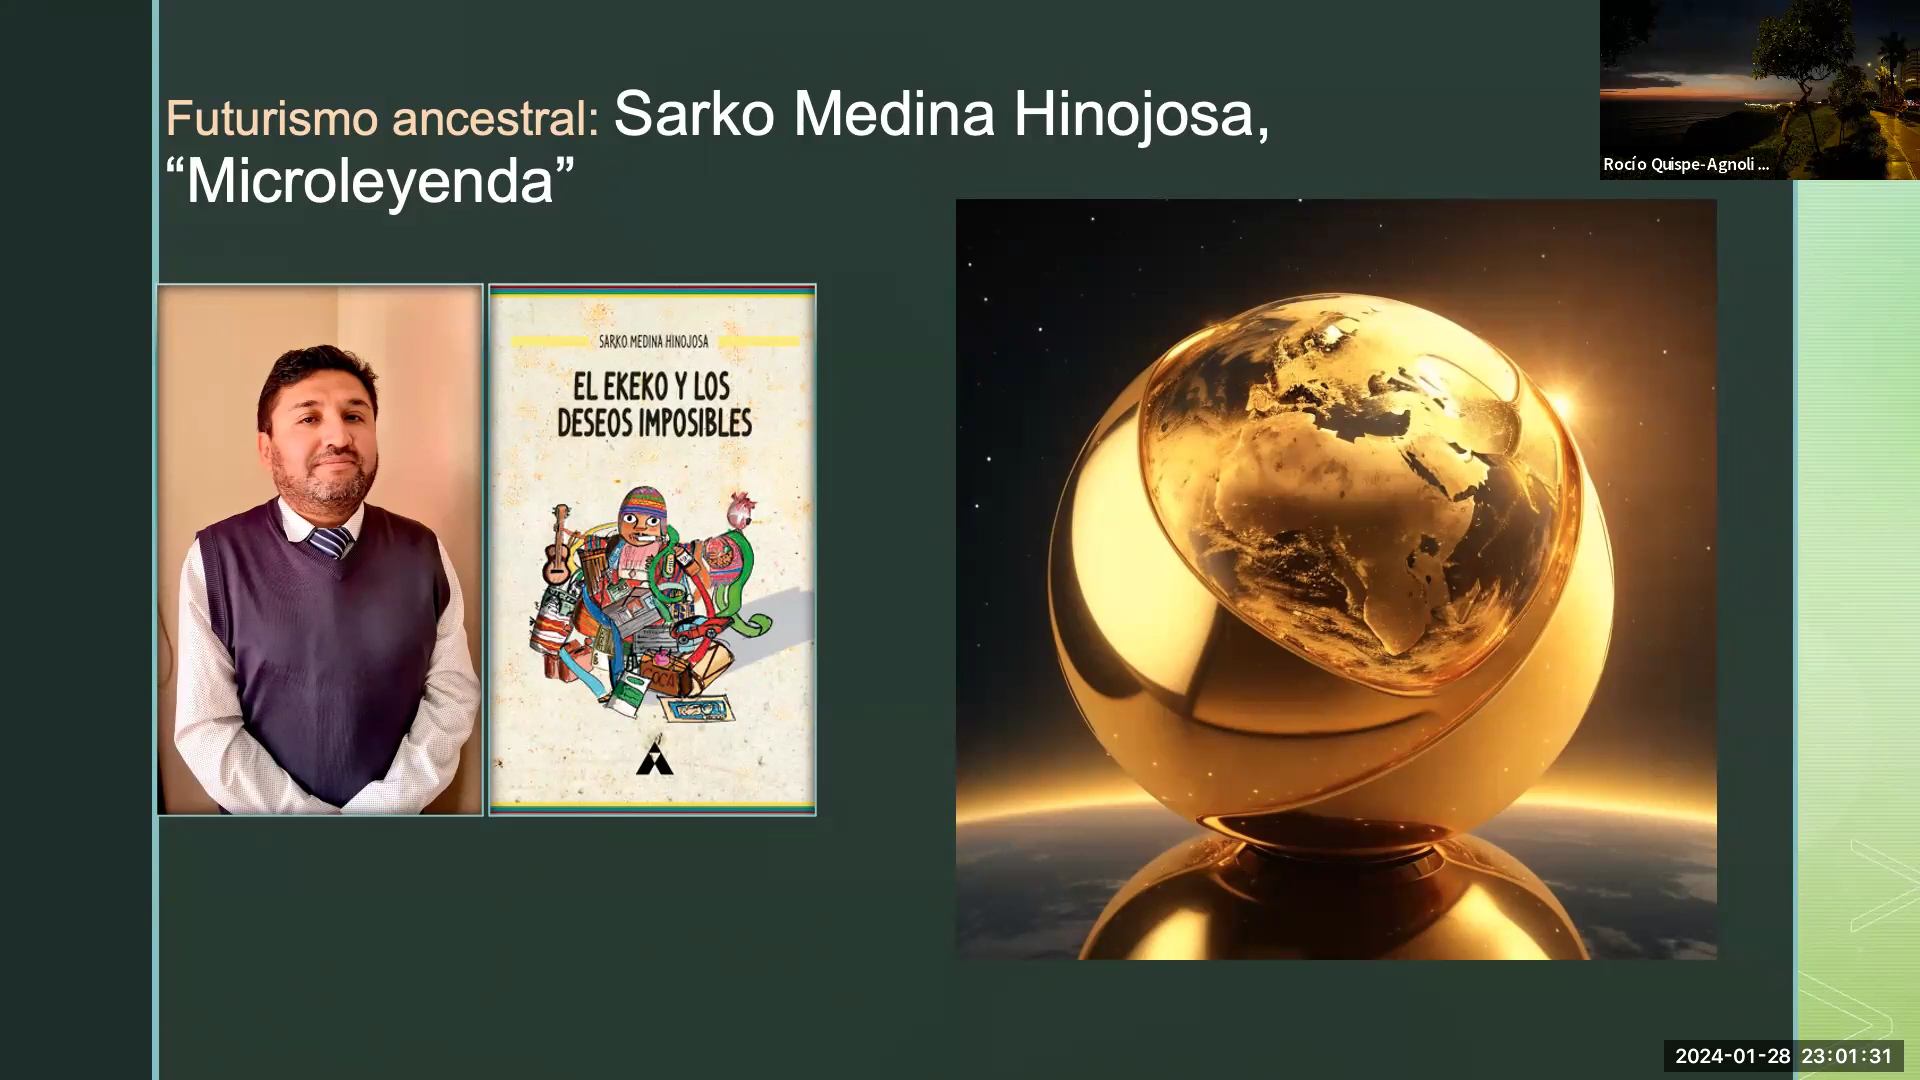 Futurismo ancestral: Sarko Medina Hinojosa,
“Microleyenda”
Rocío Quispe-Agnoli ...
SARKO MEDINA HINOJOSA
EL EKEKO Y LOS
DESEOS IMPOSIBLES
2024-01-28 23:01:31